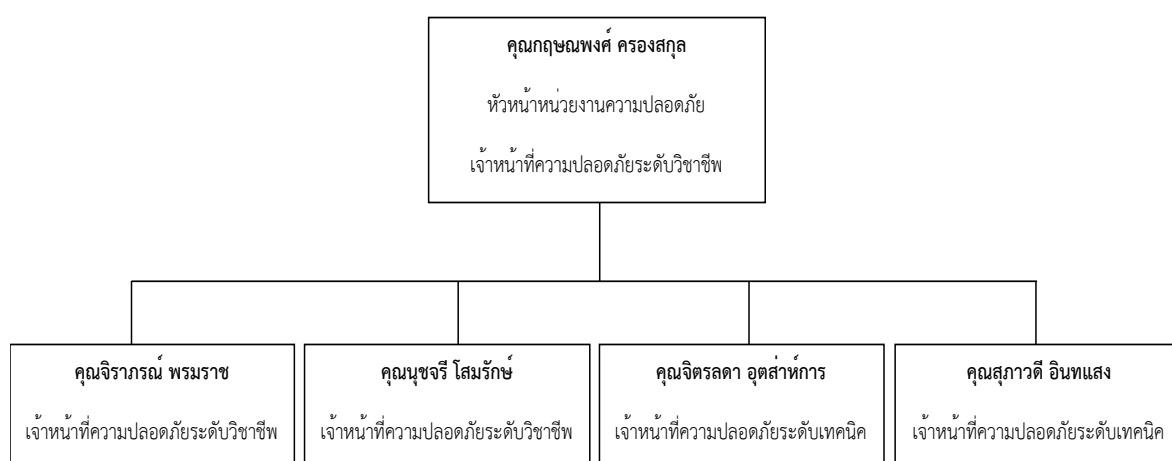 คุณกฤษณพงศ์ ครองสกุล
หัวหน้าหน่วยงานความปลอดภัย
เจ้าหน้าที่ความปลอดภัยระดับวิชาชีพ
คุณจิราภรณ์ พรมราช
เจ้าหน้าที่ความปลอดภัยระดับวิชาชีพ
คุณนุชจรี โสมรักษ์
เจ้าหน้าที่ความปลอดภัยระดับวิชาชีพ
คุณจิตรลดา อุตส่าห์การ
เจ้าหน้าที่ความปลอดภัยระดับเทคนิค
คุณสุภาวดี อินทแสง
เจ้าหน้าที่ความปลอดภัยระดับเทคนิค